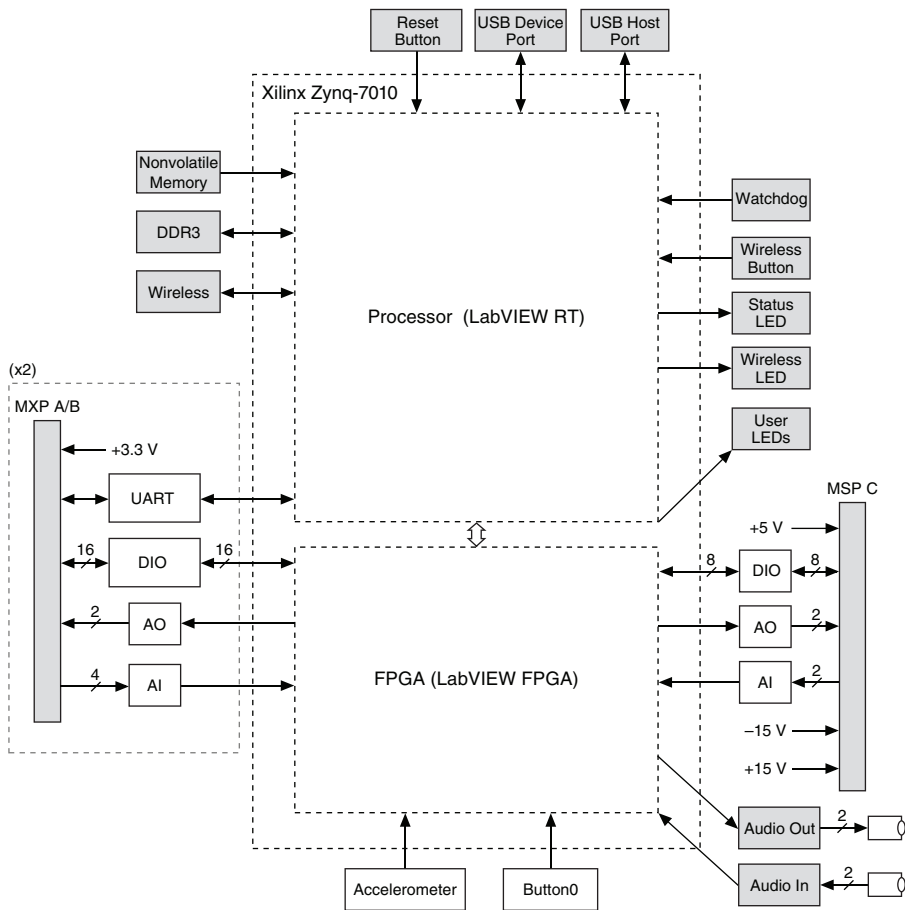 Reset
Button
USB Device
Port
USB Host
Port
Xilinx Zynq-7010
Nonvolatile
Memory
DDR3
Wireless
Processor (LabVIEW RT)
Watchdog
Wireless
Button
Status
LED
Wireless
LED
User
LEDs
(x2)
MXP A/B
+3.3 V
UART
16
DIO
16
2
AO
4
AI
FPGA (LabVIEW FPGA)
MSP C
+5 V
8
DIO
8
AO
2
AI
2
–15 V
+15 V
Audio Out
2
Audio In
2
Accelerometer
Button0